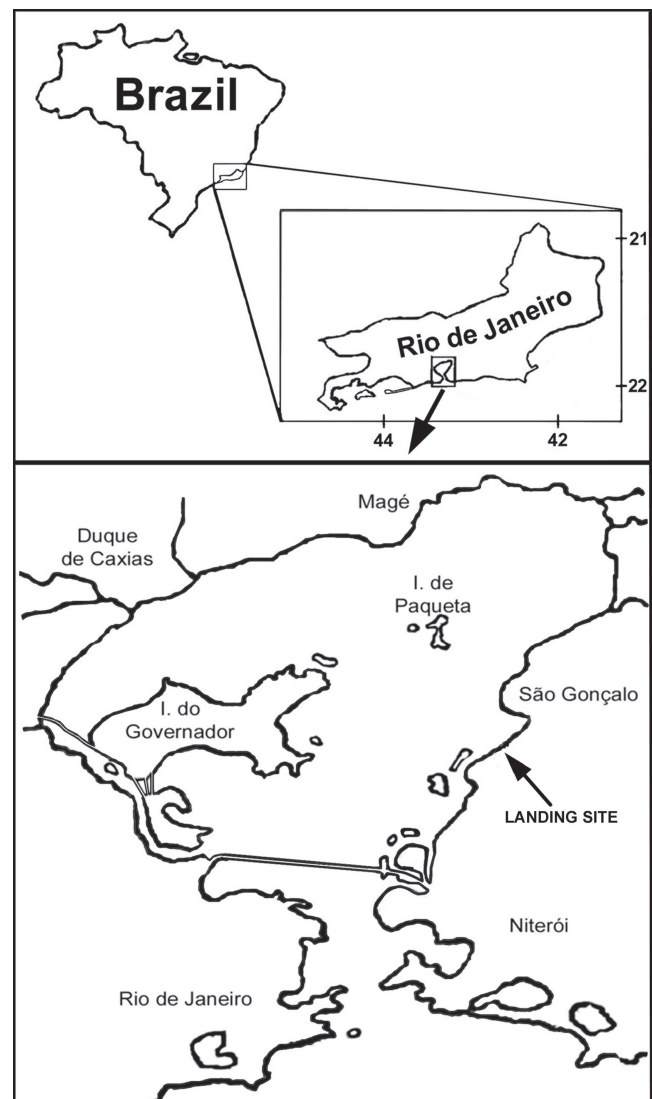 Brazil
21
Rio de Janeiro
22
44
42
Magé
Duque
de Caxias
I. de
Paqueta
São Gonçalo
I. do
Governador
LANDING SITE
Niterói
Rio de Janeiro